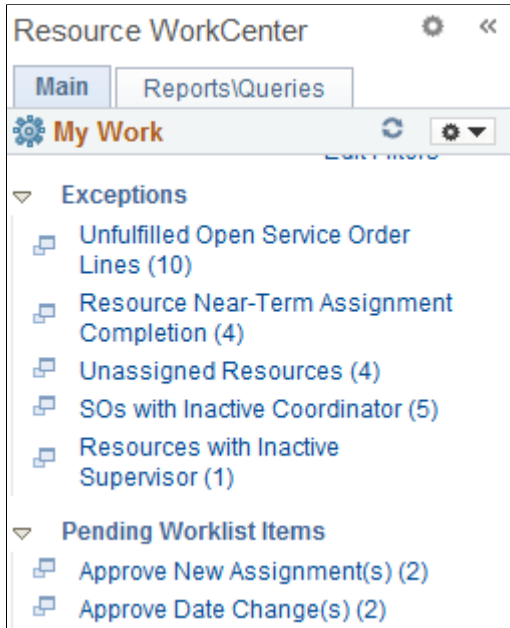 Resource WorkCenter
Main
Reports\Queries
My Work
Edit Filters
Exceptions
Unfulfilled Open Service Order
Lines (10)
Resource Near-Term Assignment
Completion (4)
Unassigned Resources (4)
SOs with Inactive Coordinator (5)
Resources with Inactive
Supervisor (1)
Pending Worklist Items
Approve New Assignment(s) (2)
Approve Date Change(s) (2)